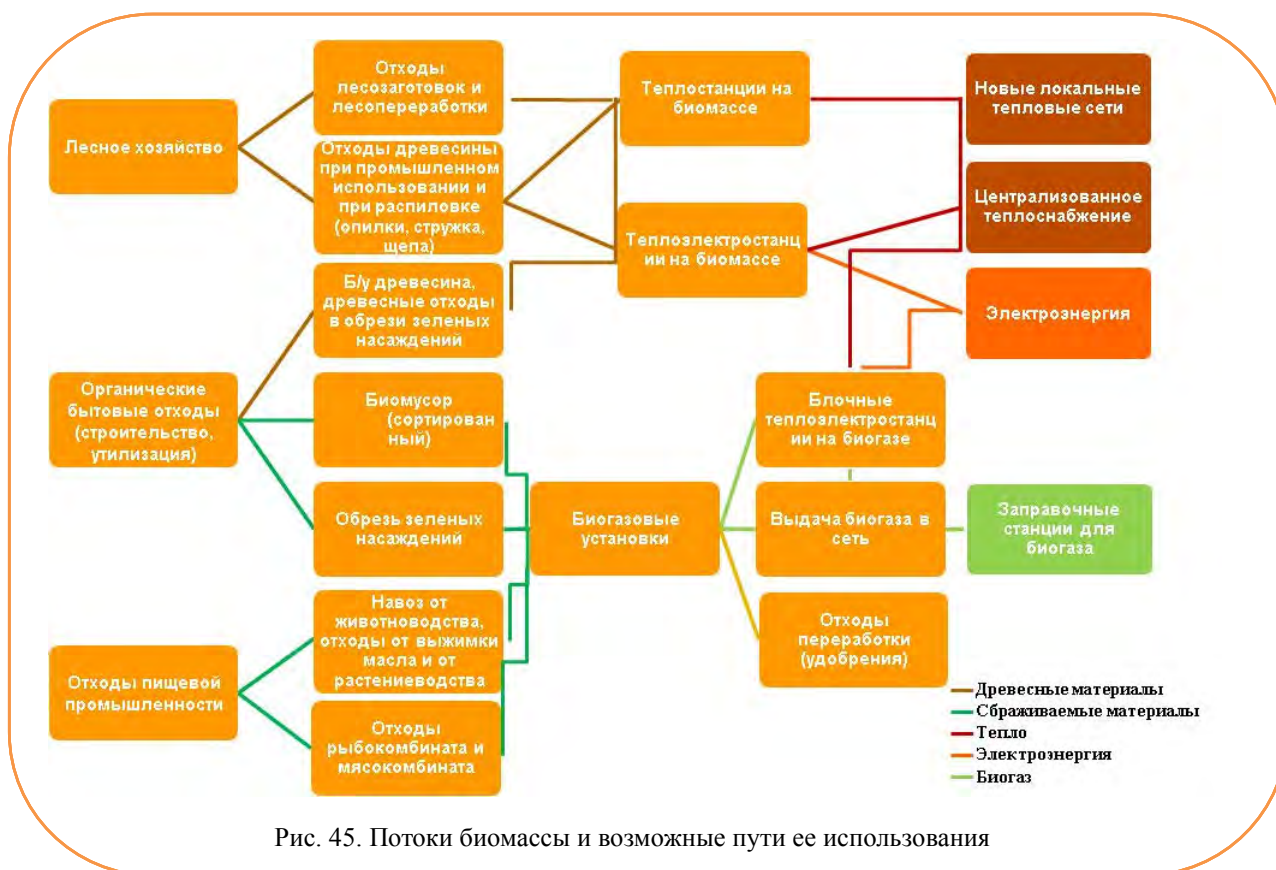 Отходы
лесозаготовок и
лесопереработки
Теплостанции на
биомассе
Новые локальные
тепловые сети
Лесное хозяйство
Отходы древесины
при промышленном
использовании и
при распиловке
(опилки, стружка,
щепа)
Централизованное
теплоснабжение
Теплоэлектростанц
ии на биомассе
Б/у древесина,
древесные отходы
в обрези зеленых
насаждений
Электроэнергия
Органические
бытовые отходы
(строительство,
утилизация)
Биомусор
(сортирован
ный)
Блочные
теплоэлектростанц
ии на биогазе
Обрезь зеленых
насаждений
Биогазовые
установки
Выдача биогаза в
сеть
Заправочные
станции для
биогаза
Навоз от
животноводства,
отходы от выжимки
масла и от
растениеводства
Отходы
переработки
(удобрения)
Отходы пищевой
промышленности
Отходы
рыбокомбината и
мясокомбината
Древесные материалы
Сбраживаемые материалы
Тепло
Электроэнергия
Биогаз
Рис. 45. Потоки биомассы и возможные пути ее использования